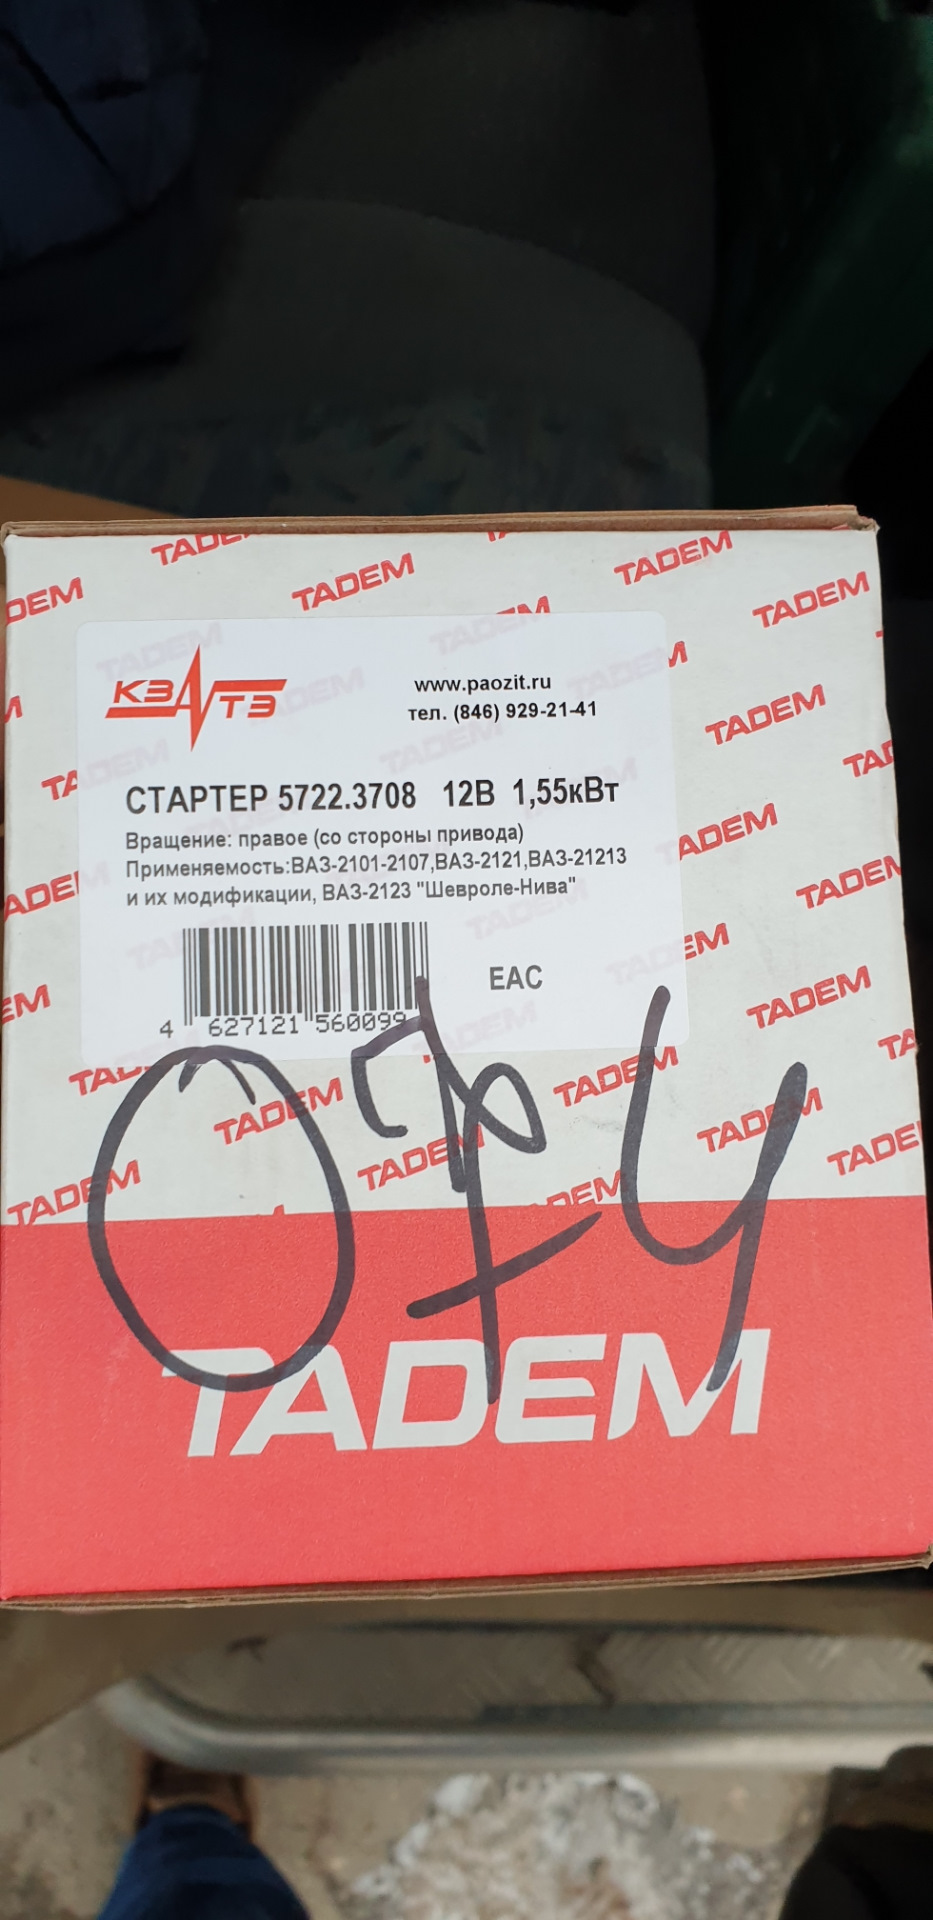 КЗАТЭ
www.paozit.ru
тел. (846) 929-21-41
СТАРТЕР 5722.3708 12В 1,55кВт
Вращение: правое (со стороны привода)
Применяемость:ВАЗ-2101-2107,ВАЗ-2121,ВАЗ-21213
и их модификации, ВАЗ-2123 "Шевроле-Нива"
EAC
4 627121 560099
TADEM